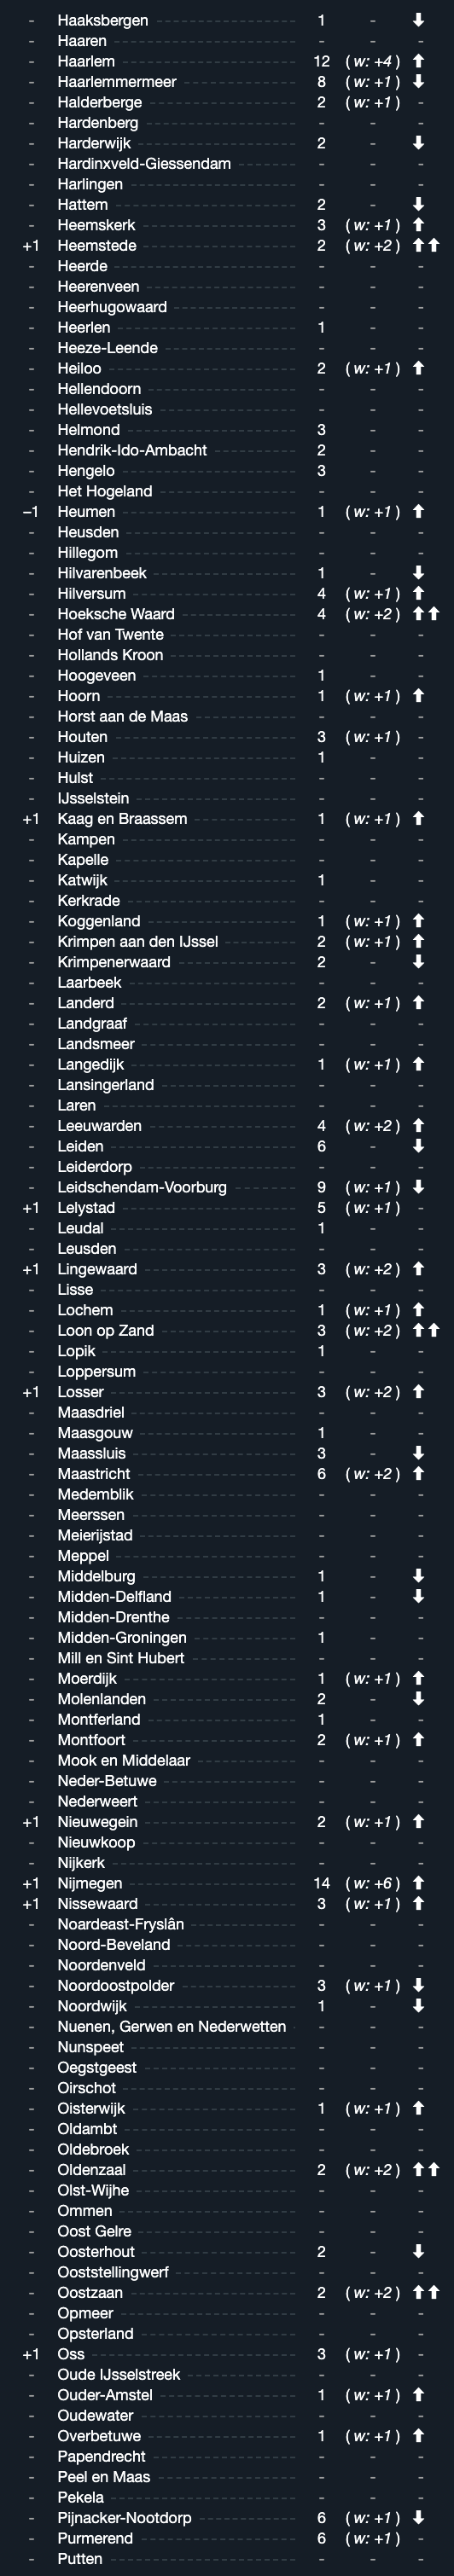 - Haaksbergen 1 - ⬇
- Haaren - - -
- Haarlem 12 ( w: +4 ) ⬆
- Haarlemmermeer 8 ( w: +1 ) ⬇
- Halderberge 2 ( w: +1 ) -
- Hardenberg - - -
- Harderwijk 2 - ⬇
- Hardinxveld-Giessendam - - -
- Harlingen - - -
- Hattem 2 - ⬇
- Heemskerk 3 ( w: +1 ) ⬆
+1 Heemstede 2 ( w: +2 ) ⬆⬆
- Heerde - - -
- Heerenveen - - -
- Heerhugowaard - - -
- Heerlen 1 - -
- Heeze-Leende - - -
- Heiloo 2 ( w: +1 ) ⬆
- Hellendoorn - - -
- Hellevoetsluis - - -
- Helmond 3 - -
- Hendrik-Ido-Ambacht 2 - -
- Hengelo 3 - -
- Het Hogeland - - -
–1 Heumen 1 ( w: +1 ) ⬆
- Heusden - - -
- Hillegom - - -
- Hilvarenbeek 1 - ⬇
- Hilversum 4 ( w: +1 ) ⬆
- Hoeksche Waard 4 ( w: +2 ) ⬆⬆
- Hof van Twente - - -
- Hollands Kroon - - -
- Hoogeveen 1 - -
- Hoorn 1 ( w: +1 ) ⬆
- Horst aan de Maas - - -
- Houten 3 ( w: +1 ) -
- Huizen 1 - -
- Hulst - - -
- IJsselstein - - -
+1 Kaag en Braassem 1 ( w: +1 ) ⬆
- Kampen - - -
- Kapelle - - -
- Katwijk 1 - -
- Kerkrade - - -
- Koggenland 1 ( w: +1 ) ⬆
- Krimpen aan den IJssel 2 ( w: +1 ) ⬆
- Krimpenerwaard 2 - ⬇
- Laarbeek - - -
- Landerd 2 ( w: +1 ) ⬆
- Landgraaf - - -
- Landsmeer - - -
- Langedijk 1 ( w: +1 ) ⬆
- Lansingerland - - -
- Laren - - -
- Leeuwarden 4 ( w: +2 ) ⬆
- Leiden 6 - ⬇
- Leiderdorp - - -
- Leidschendam-Voorburg 9 ( w: +1 ) ⬇
+1 Lelystad 5 ( w: +1 ) -
- Leudal 1 - -
- Leusden - - -
+1 Lingewaard 3 ( w: +2 ) ⬆
- Lisse - - -
- Lochem 1 ( w: +1 ) ⬆
- Loon op Zand 3 ( w: +2 ) ⬆⬆
- Lopik 1 - -
- Loppersum - - -
+1 Losser 3 ( w: +2 ) ⬆
- Maasdriel - - -
- Maasgouw 1 - -
- Maassluis 3 - ⬇
- Maastricht 6 ( w: +2 ) ⬆
- Medemblik - - -
- Meerssen - - -
- Meierijstad - - -
- Meppel - - -
- Middelburg 1 - ⬇
- Midden-Delfland 1 - ⬇
- Midden-Drenthe - - -
- Midden-Groningen 1 - -
- Mill en Sint Hubert - - -
- Moerdijk 1 ( w: +1 ) ⬆
- Molenlanden 2 - ⬇
- Montferland 1 - -
- Montfoort 2 ( w: +1 ) ⬆
- Mook en Middelaar - - -
- Neder-Betuwe - - -
- Nederweert - - -
+1 Nieuwegein 2 ( w: +1 ) ⬆
- Nieuwkoop - - -
- Nijkerk - - -
+1 Nijmegen 14 ( w: +6 ) ⬆
+1 Nissewaard 3 ( w: +1 ) ⬆
- Noardeast-Fryslân - - -
- Noord-Beveland - - -
- Noordenveld - - -
- Noordoostpolder 3 ( w: +1 ) ⬇
- Noordwijk 1 - ⬇
- Nuenen, Gerwen en Nederwetten - - -
- Nunspeet - - -
- Oegstgeest - - -
- Oirschot - - -
- Oisterwijk 1 ( w: +1 ) ⬆
- Oldambt - - -
- Oldebroek - - -
- Oldenzaal 2 ( w: +2 ) ⬆⬆
- Olst-Wijhe - - -
- Ommen - - -
- Oost Gelre - - -
- Oosterhout 2 - ⬇
- Ooststellingwerf - - -
- Oostzaan 2 ( w: +2 ) ⬆⬆
- Opmeer - - -
- Opsterland - - -
+1 Oss 3 ( w: +1 ) -
- Oude IJsselstreek - - -
- Ouder-Amstel 1 ( w: +1 ) ⬆
- Oudewater - - -
- Overbetuwe 1 ( w: +1 ) ⬆
- Papendrecht - - -
- Peel en Maas - - -
- Pekela - - -
- Pijnacker-Nootdorp 6 ( w: +1 ) ⬇
- Purmerend 6 ( w: +1 ) -
- Putten - - -